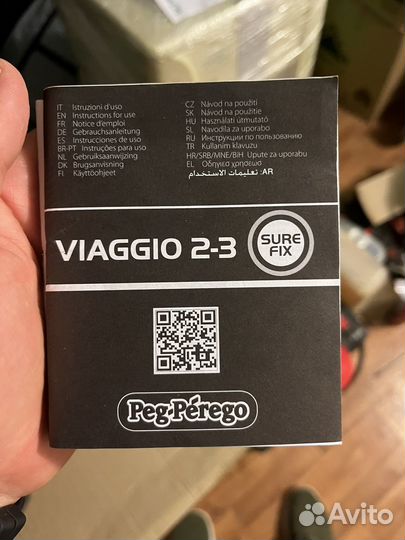 IT Istruzioni d'uso
EN Instructions for use
FR Notice d'emploi
DE Gebrauchsanleitung
ES Instrucciones de uso
BR-PT Instruções para uso
NL Gebruiksaanwijzing
DK Brugsanvisning
FI Käyttöohjeet
CZ Návod na použití
SK Návod na použitie
HU Használati útmutató
SL Navodila za uporabo
RU Инструкции по пользованию
TR Kullanim klavuzu
HR/SRB/MNE/BiH Upute za uporabu
EL Οδηγίες χρήσεως
AR: تعليمات الاستخدام
VIAGGIO 2-3
SURE
FIX
Peg-Pérego
Avito